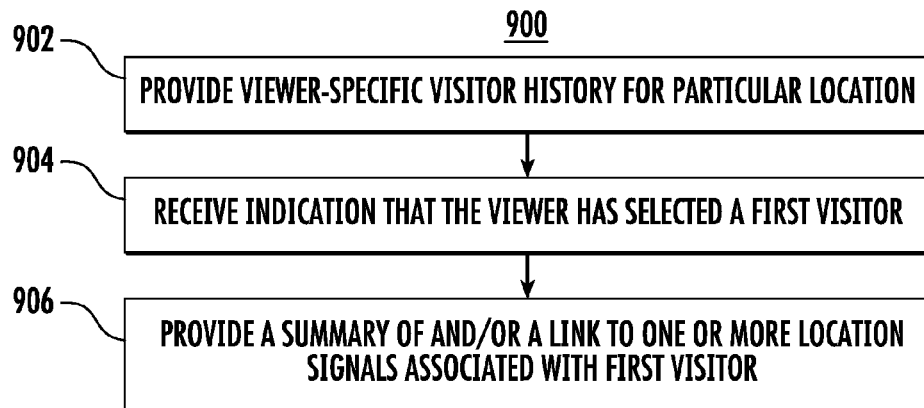 900
902
PROVIDE VIEWER-SPECIFIC VISITOR HISTORY FOR PARTICULAR LOCATION
904
RECEIVE INDICATION THAT THE VIEWER HAS SELECTED A FIRST VISITOR
906
PROVIDE A SUMMARY OF AND/OR A LINK TO ONE OR MORE LOCATION
SIGNALS ASSOCIATED WITH FIRST VISITOR